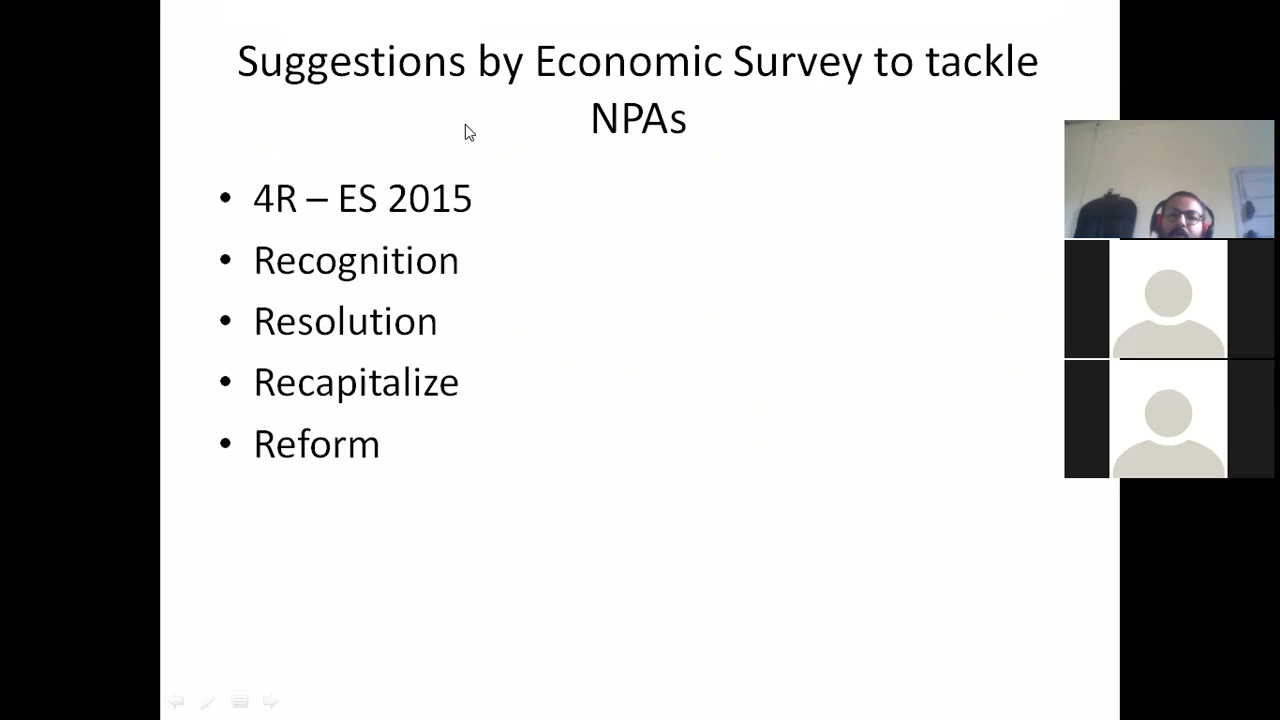 Suggestions by Economic Survey to tackle
NPAs
• 4R – ES 2015
• Recognition
• Resolution
• Recapitalize
• Reform